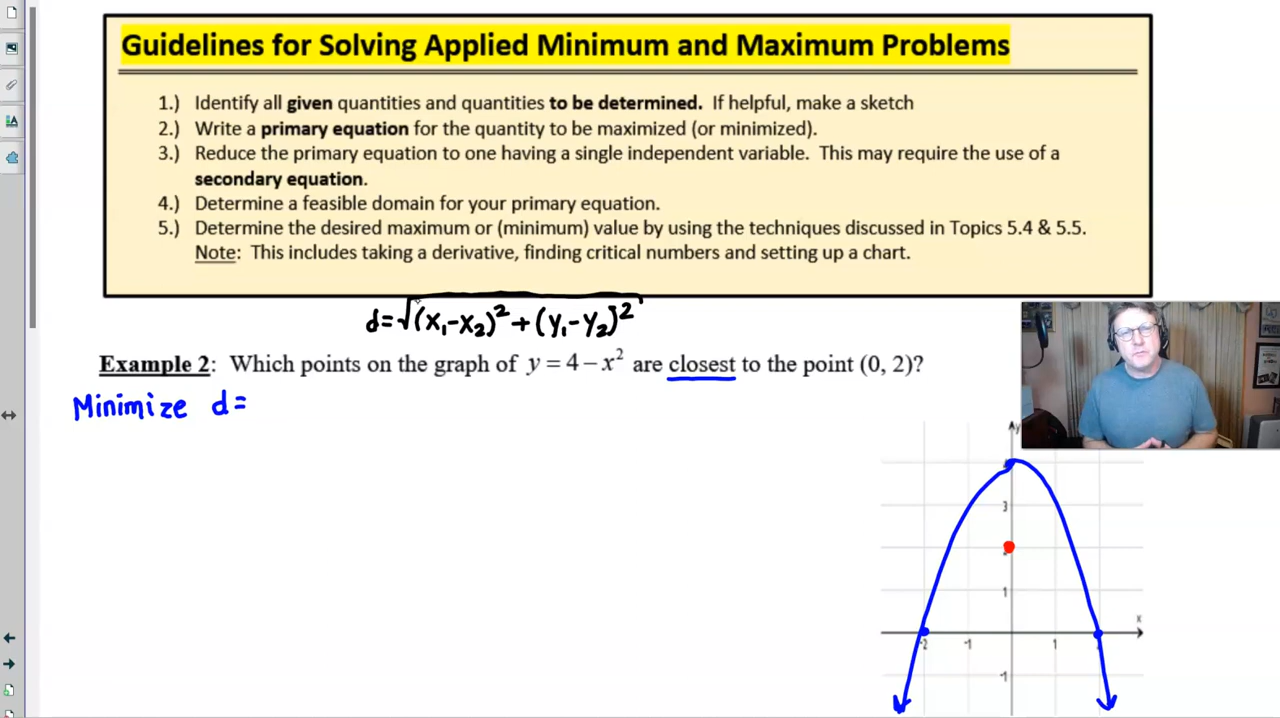 Guidelines for Solving Applied Minimum and Maximum Problems
1.) Identify all given quantities and quantities to be determined. If helpful, make a sketch
2.) Write a primary equation for the quantity to be maximized (or minimized).
3.) Reduce the primary equation to one having a single independent variable. This may require the use of a
secondary equation.
4.) Determine a feasible domain for your primary equation.
5.) Determine the desired maximum or (minimum) value by using the techniques discussed in Topics 5.4 & 5.5.
Note: This includes taking a derivative, finding critical numbers and setting up a chart.
d=√(x₁-x₂)²+(y₁-y₂)²
Example 2: Which points on the graph of y = 4 − x² are closest to the point (0, 2)?
Minimize d=
y
3
1
x
-2 -1 1
-1